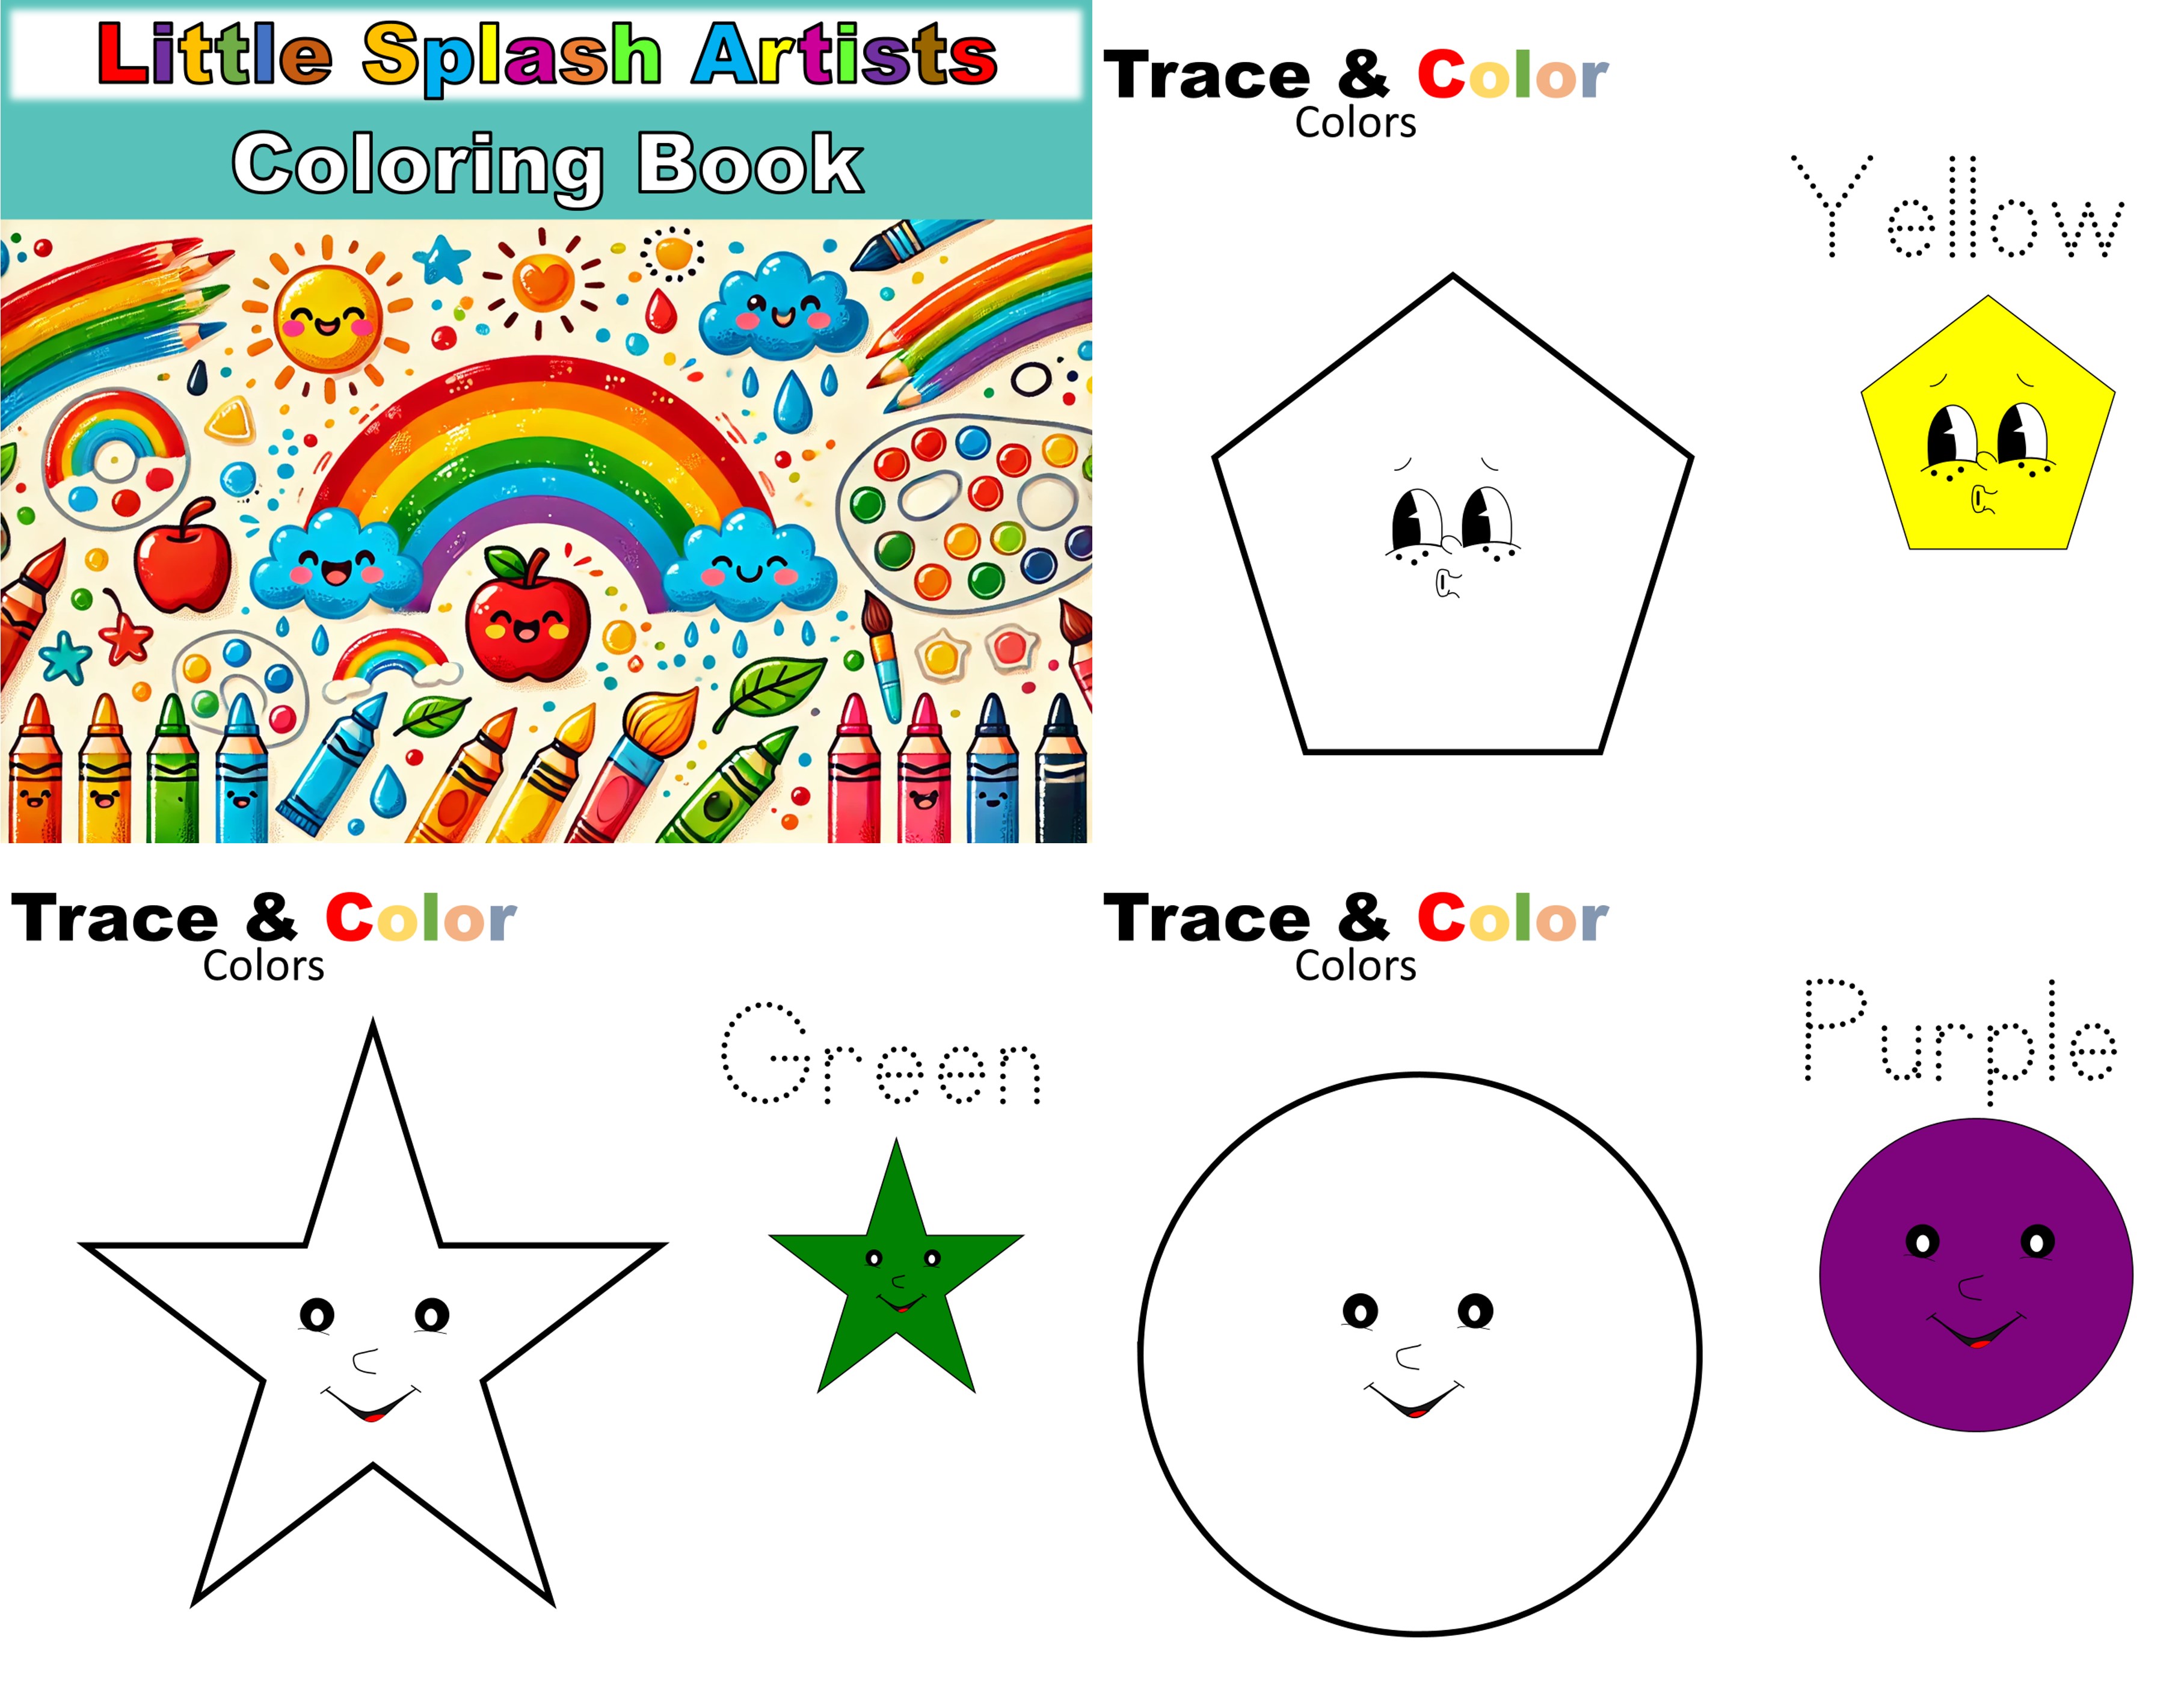 Little Splash Artists
Coloring Book
Trace & Color
Colors
Yellow
Trace & Color
Colors
Green
Trace & Color
Colors
Purple